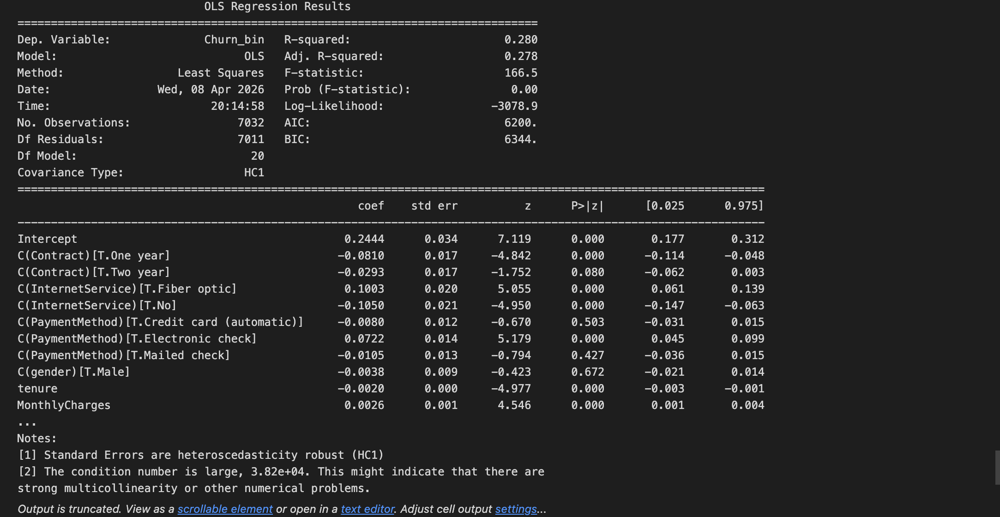 OLS Regression Results
==============================================================================
Dep. Variable:              Churn_bin   R-squared:                       0.280
Model:                            OLS   Adj. R-squared:                  0.278
Method:                 Least Squares   F-statistic:                     166.5
Date:                Wed, 08 Apr 2026   Prob (F-statistic):               0.00
Time:                        20:14:58   Log-Likelihood:                -3078.9
No. Observations:                7032   AIC:                             6200.
Df Residuals:                    7011   BIC:                             6344.
Df Model:                          20
Covariance Type:                  HC1
================================================================================================================
                                                   coef    std err          z      P>|z|      [0.025      0.975]
----------------------------------------------------------------------------------------------------------------
Intercept                                        0.2444      0.034      7.119      0.000       0.177       0.312
C(Contract)[T.One year]                         -0.0810      0.017     -4.842      0.000      -0.114      -0.048
C(Contract)[T.Two year]                         -0.0293      0.017     -1.752      0.080      -0.062       0.003
C(InternetService)[T.Fiber optic]                0.1003      0.020      5.055      0.000       0.061       0.139
C(InternetService)[T.No]                        -0.1050      0.021     -4.950      0.000      -0.147      -0.063
C(PaymentMethod)[T.Credit card (automatic)]     -0.0080      0.012     -0.670      0.503      -0.031       0.015
C(PaymentMethod)[T.Electronic check]             0.0722      0.014      5.179      0.000       0.045       0.099
C(PaymentMethod)[T.Mailed check]                -0.0105      0.013     -0.794      0.427      -0.036       0.015
C(gender)[T.Male]                               -0.0038      0.009     -0.423      0.672      -0.021       0.014
tenure                                          -0.0020      0.000     -4.977      0.000      -0.003      -0.001
MonthlyCharges                                   0.0026      0.001      4.546      0.000       0.001       0.004
...
Notes:
[1] Standard Errors are heteroscedasticity robust (HC1)
[2] The condition number is large, 3.82e+04. This might indicate that there are
strong multicollinearity or other numerical problems.
Output is truncated. View as a scrollable element or open in a text editor. Adjust cell output settings...